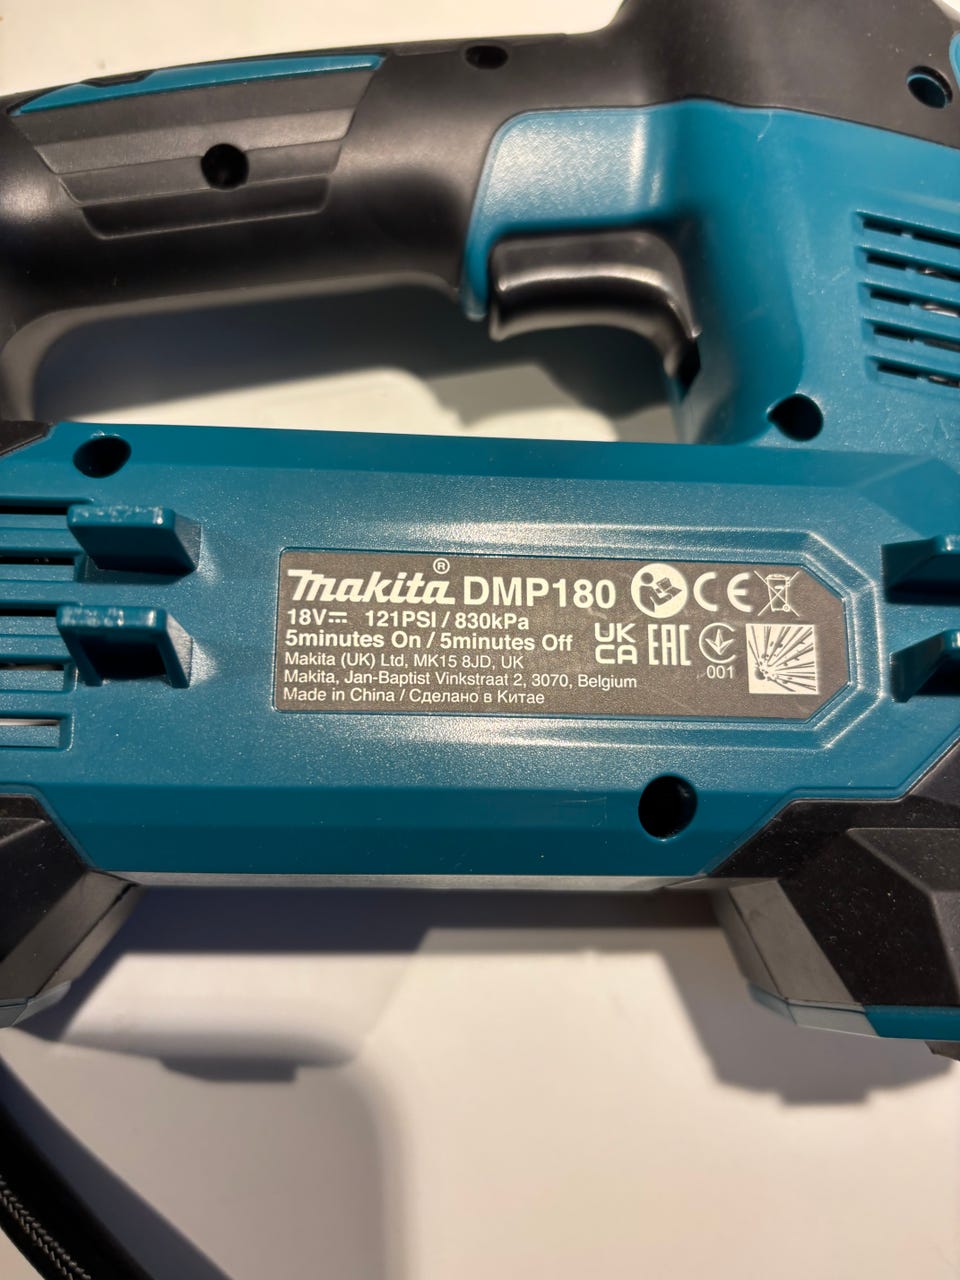 makita® DMP180 CE
18V⎓ 121PSI / 830kPa
5minutes On / 5minutes Off
UK CA EAC 001
Makita (UK) Ltd, MK15 8JD, UK
Makita, Jan-Baptist Vinkstraat 2, 3070, Belgium
Made in China / Сделано в Китае